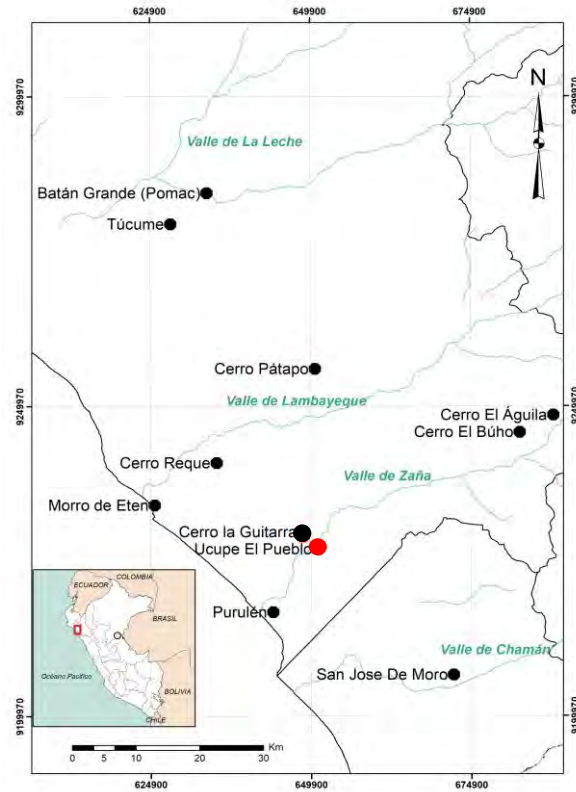 624900
649900
674900
9299970
9299970
N
Valle de La Leche
Batán Grande (Pomac)
Túcume
Cerro Pátapo
Valle de Lambayeque
9249970
9249970
Cerro El Águila
Cerro El Búho
Cerro Reque
Valle de Zaña
Morro de Eten
Cerro la Guitarra
Ucupe El Pueblo
ECUADOR
COLOMBIA
BRASIL
Purulén
Valle de Chamán
San Jose De Moro
Océano Pacífico
BOLIVIA
CHILE
9199970
9199970
Km
0 5 10 20 30
624900
649900
674900